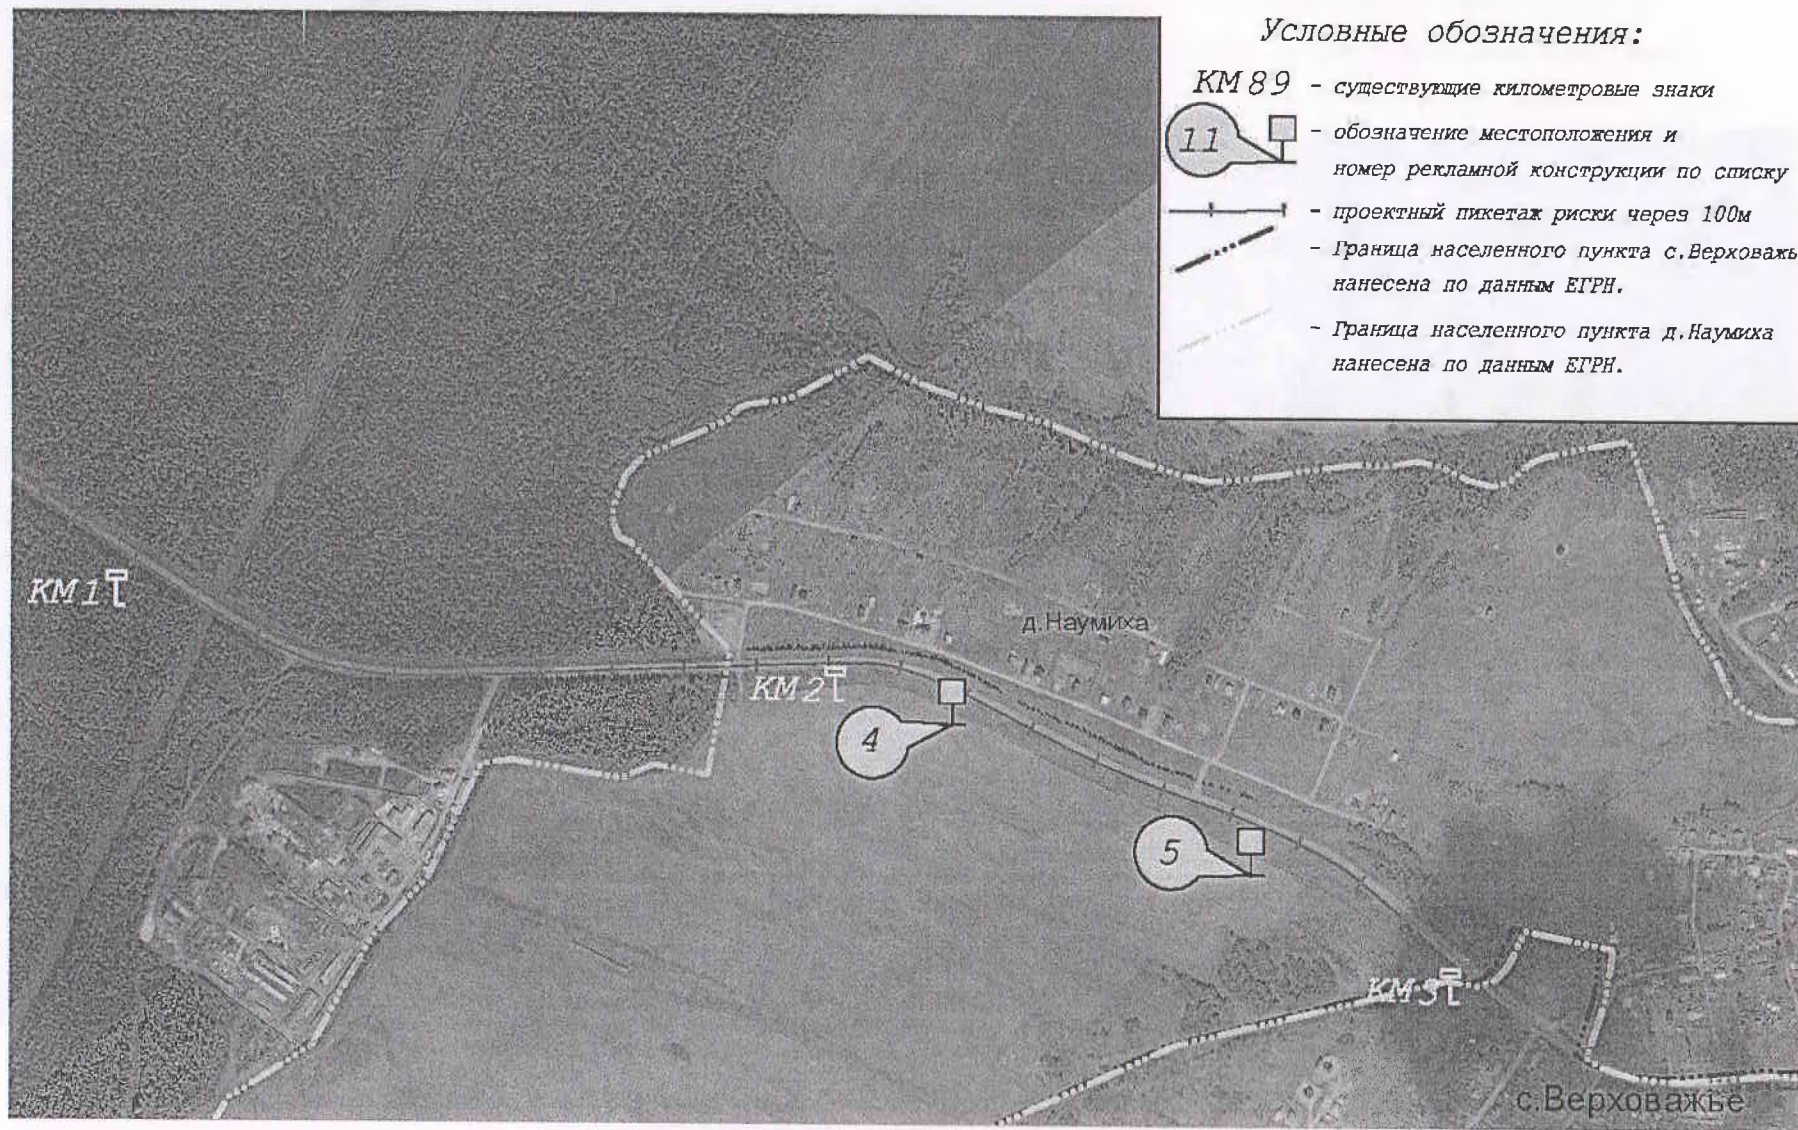 Условные обозначения:
КМ 89 - существующие километровые знаки
11 - обозначение местоположения и
номер рекламной конструкции по списку
- проектный пикетаж риски через 100м
- Граница населенного пункта с.Верховажь
нанесена по данным ЕГРН.
- Граница населенного пункта д.Наумиха
нанесена по данным ЕГРН.
КМ 1
д.Наумиха
КМ 2
4
5
КМ 3
с.Верховажье